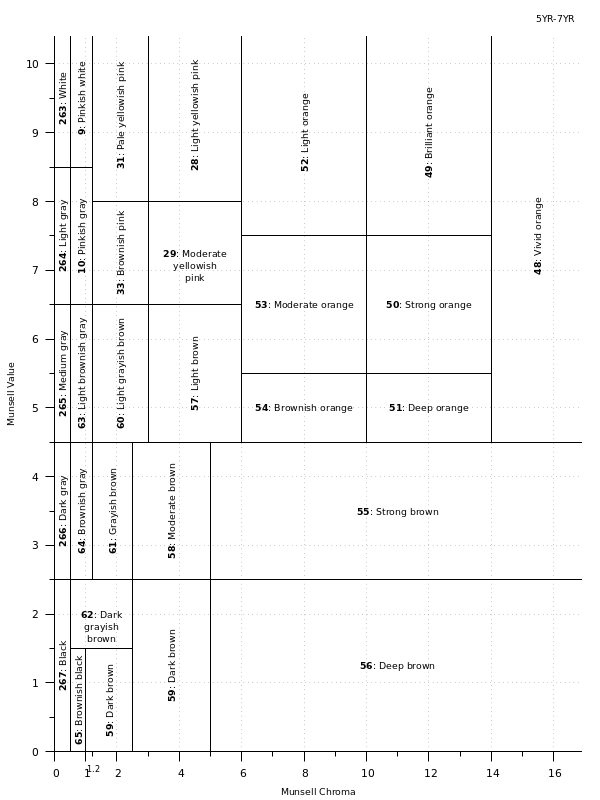 5YR-7YR
10
9
8
7
6
5
4
3
2
1
0
Munsell Value
263: White
9: Pinkish white
31: Pale yellowish pink
28: Light yellowish pink
52: Light orange
49: Brilliant orange
48: Vivid orange
264: Light gray
10: Pinkish gray
33: Brownish pink
29: Moderate
yellowish
pink
53: Moderate orange
50: Strong orange
265: Medium gray
63: Light brownish gray
60: Light grayish brown
57: Light brown
54: Brownish orange
51: Deep orange
266: Dark gray
64: Brownish gray
61: Grayish brown
58: Moderate brown
55: Strong brown
267: Black
62: Dark
grayish
brown
65: Brownish black
59: Dark brown
59: Dark brown
56: Deep brown
0 1 1.2 2 4 6 8 10 12 14 16
Munsell Chroma